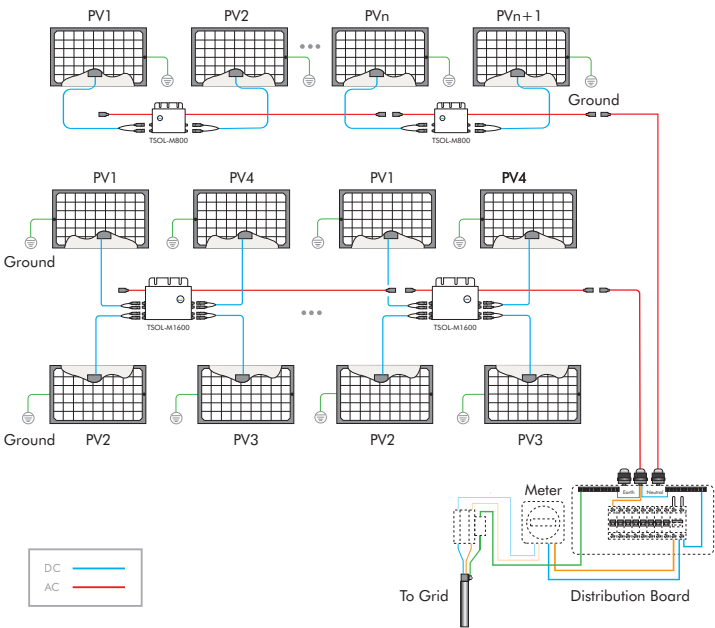 PV1 PV2 PVn PVn+1
Ground
TSOL-M800 TSOL-M800
PV1 PV4 PV1 PV4
Ground
TSOL-M1600 TSOL-M1600
Ground PV2 PV3 PV2 PV3
Meter
Earth Neutral
DC
AC
To Grid
Distribution Board